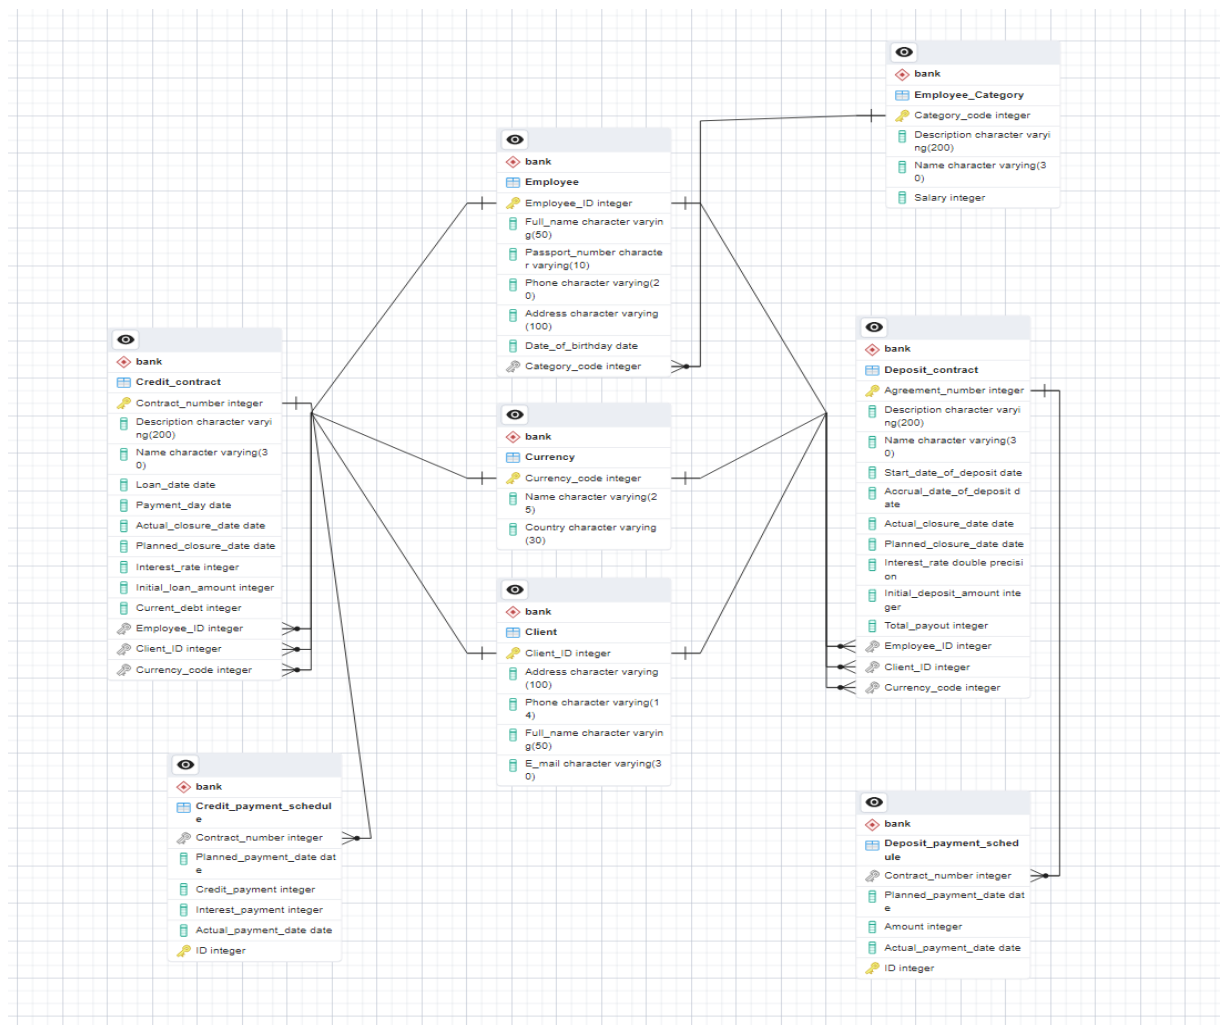 bank
Employee_Category
Category_code integer
Description character varyi
ng(200)
Name character varying(3
0)
Salary integer
bank
Employee
Employee_ID integer
Full_name character varyin
g(50)
Passport_number characte
r varying(10)
Phone character varying(2
0)
Address character varying
(100)
Date_of_birthday date
Category_code integer
bank
Credit_contract
Contract_number integer
Description character varyi
ng(200)
Name character varying(3
0)
Loan_date date
Payment_day date
Actual_closure_date date
Planned_closure_date date
Interest_rate integer
Initial_loan_amount integer
Current_debt integer
Employee_ID integer
Client_ID integer
Currency_code integer
bank
Currency
Currency_code integer
Name character varying(2
5)
Country character varying
(30)
bank
Client
Client_ID integer
Address character varying
(100)
Phone character varying(1
4)
Full_name character varyin
g(50)
E_mail character varying(3
0)
bank
Deposit_contract
Agreement_number integer
Description character varyi
ng(200)
Name character varying(3
0)
Start_date_of_deposit date
Accrual_date_of_deposit d
ate
Actual_closure_date date
Planned_closure_date date
Interest_rate double precisi
on
Initial_deposit_amount inte
ger
Total_payout integer
Employee_ID integer
Client_ID integer
Currency_code integer
bank
Credit_payment_schedul
e
Contract_number integer
Planned_payment_date dat
e
Credit_payment integer
Interest_payment integer
Actual_payment_date date
ID integer
bank
Deposit_payment_sched
ule
Contract_number integer
Planned_payment_date dat
e
Amount integer
Actual_payment_date date
ID integer